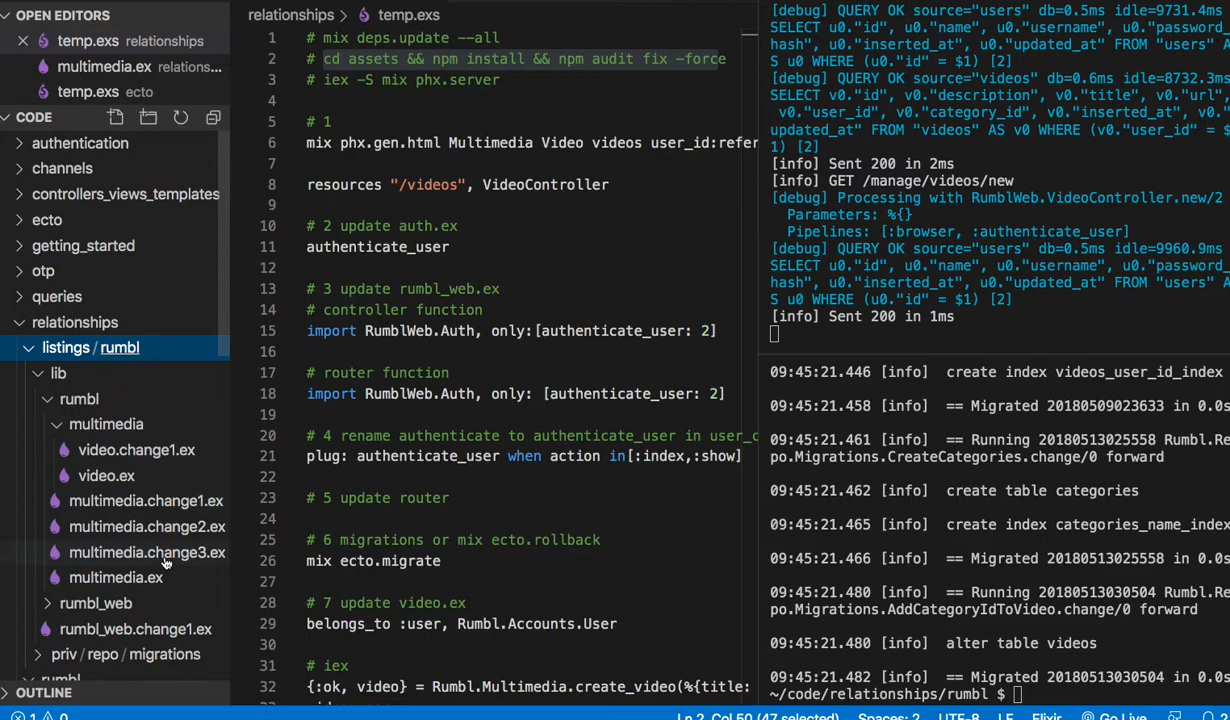 OPEN EDITORS
temp.exs relationships
multimedia.ex relations...
temp.exs ecto
CODE
authentication
channels
controllers_views_templates
ecto
getting_started
otp
queries
relationships
listings / rumbl
lib
rumbl
multimedia
video.change1.ex
video.ex
multimedia.change1.ex
multimedia.change2.ex
multimedia.change3.ex
multimedia.ex
rumbl_web
rumbl_web.change1.ex
priv / repo / migrations
rumbl
OUTLINE
relationships > temp.exs
1 # mix deps.update --all
2 # cd assets && npm install && npm audit fix -force
3 # iex -S mix phx.server
4
5 # 1
6 mix phx.gen.html Multimedia Video videos user_id:refer
7
8 resources "/videos", VideoController
9
10 # 2 update auth.ex
11 authenticate_user
12
13 # 3 update rumbl_web.ex
14 # controller function
15 import RumblWeb.Auth, only:[authenticate_user: 2]
16
17 # router function
18 import RumblWeb.Auth, only: [authenticate_user: 2]
19
20 # 4 rename authenticate to authenticate_user in user_c
21 plug: authenticate_user when action in[:index,:show]
22
23 # 5 update router
24
25 # 6 migrations or mix ecto.rollback
26 mix ecto.migrate
27
28 # 7 update video.ex
29 belongs_to :user, Rumbl.Accounts.User
30
31 # iex
32 {:ok, video} = Rumbl.Multimedia.create_video(%{title:
[debug] QUERY OK source="users" db=0.5ms idle=9731.4ms
SELECT u0."id", u0."name", u0."username", u0."password_
hash", u0."inserted_at", u0."updated_at" FROM "users" A
S u0 WHERE (u0."id" = $1) [2]
[debug] QUERY OK source="videos" db=0.6ms idle=8732.3ms
SELECT v0."id", v0."description", v0."title", v0."url",
v0."user_id", v0."category_id", v0."inserted_at", v0."
updated_at" FROM "videos" AS v0 WHERE (v0."user_id" = $
1) [2]
[info] Sent 200 in 2ms
[info] GET /manage/videos/new
[debug] Processing with RumblWeb.VideoController.new/2
Parameters: %{}
Pipelines: [:browser, :authenticate_user]
[debug] QUERY OK source="users" db=0.5ms idle=9960.9ms
SELECT u0."id", u0."name", u0."username", u0."password_
hash", u0."inserted_at", u0."updated_at" FROM "users" A
S u0 WHERE (u0."id" = $1) [2]
[info] Sent 200 in 1ms
09:45:21.446 [info] create index videos_user_id_index
09:45:21.458 [info] == Migrated 20180509023633 in 0.0s
09:45:21.461 [info] == Running 20180513025558 Rumbl.Re
po.Migrations.CreateCategories.change/0 forward
09:45:21.462 [info] create table categories
09:45:21.465 [info] create index categories_name_index
09:45:21.466 [info] == Migrated 20180513025558 in 0.0s
09:45:21.480 [info] == Running 20180513030504 Rumbl.Re
po.Migrations.AddCategoryIdToVideo.change/0 forward
09:45:21.480 [info] alter table videos
09:45:21.482 [info] == Migrated 20180513030504 in 0.0s
~/code/relationships/rumbl $
1 0 Ln 2, Col 50 (47 selected) Spaces: 2 UTF-8 LF Elixir Go Live